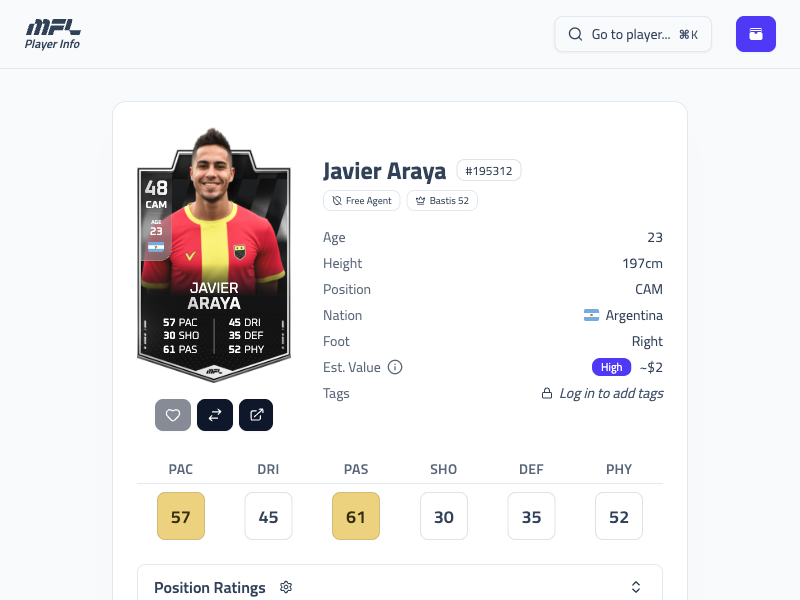 MFL
Player Info
Go to player... ⌘K
48
CAM
AGE
23
JAVIER
ARAYA
57 PAC 45 DRI
30 SHO 35 DEF
61 PAS 52 PHY
MFL
Javier Araya #195312
Free Agent Bastis 52
Age 23
Height 197cm
Position CAM
Nation Argentina
Foot Right
Est. Value High ~$2
Tags Log in to add tags
PAC DRI PAS SHO DEF PHY
57 45 61 30 35 52
Position Ratings